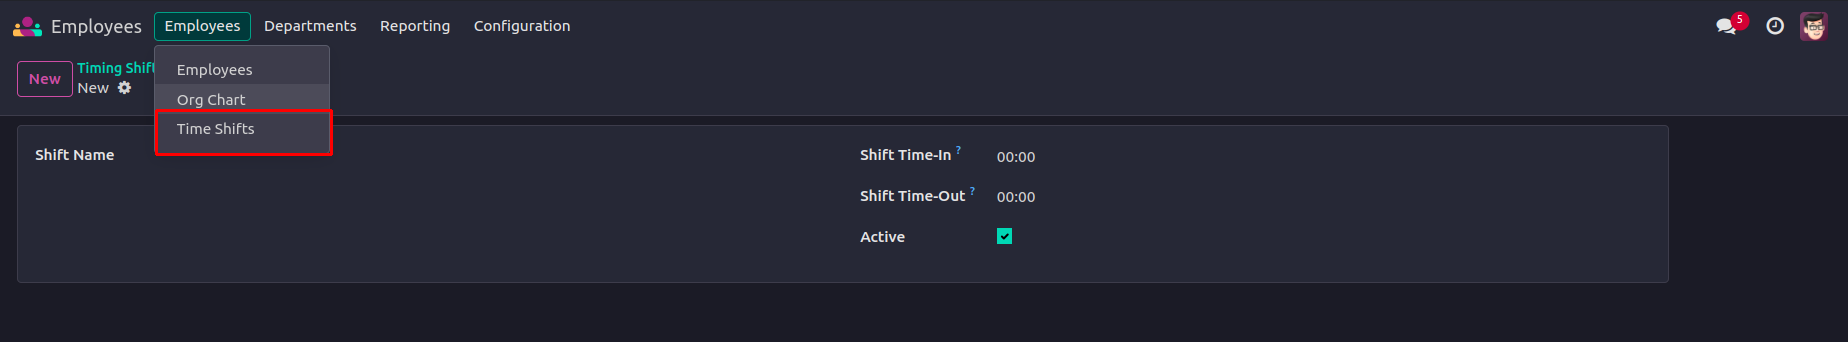 Employees Employees Departments Reporting Configuration 5
New Timing Shift
New
Employees
Org Chart
Time Shifts
Shift Name
Shift Time-In ? 00:00
Shift Time-Out ? 00:00
Active